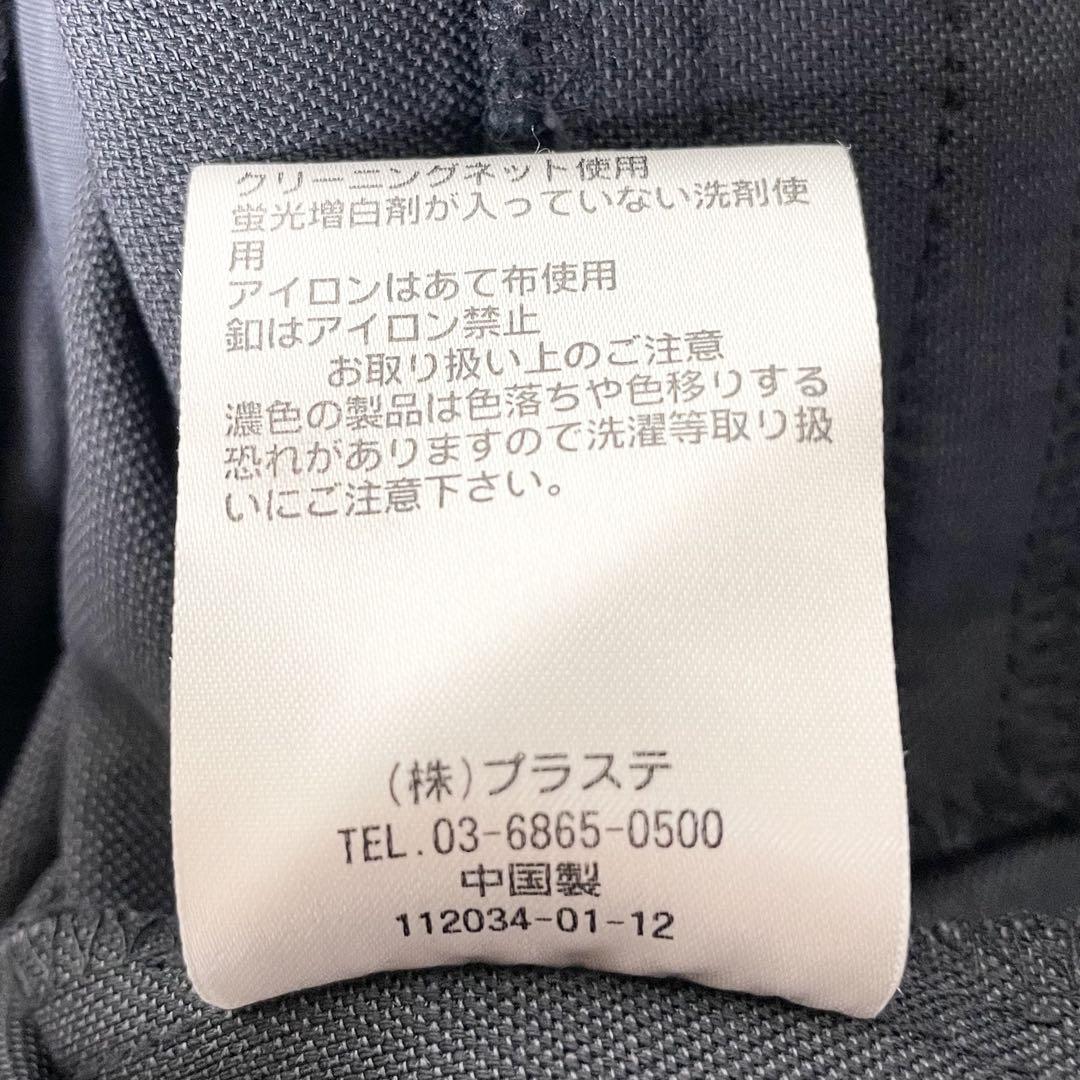 クリーニングネット使用
蛍光増白剤が入っていない洗剤使
用
アイロンはあて布使用
釦はアイロン禁止
お取り扱い上のご注意
濃色の製品は色落ちや色移りする
恐れがありますので洗濯等取り扱
いにご注意下さい。
(株)プラステ
TEL.03-6865-0500
中国製
112034-01-12